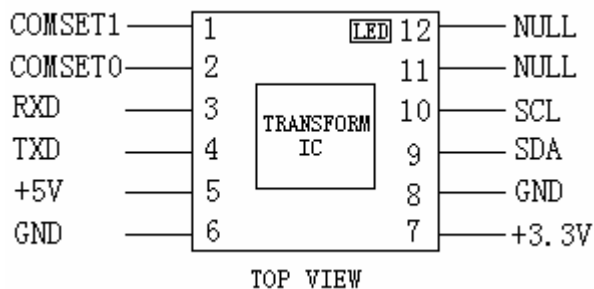 COMSET1 1 LED 12 NULL
COMSET0 2 11 NULL
RXD 3 10 SCL
TRANSFORM
TXD 4 IC 9 SDA
+5V 5 8 GND
GND 6 7 +3.3V
TOP VIEW